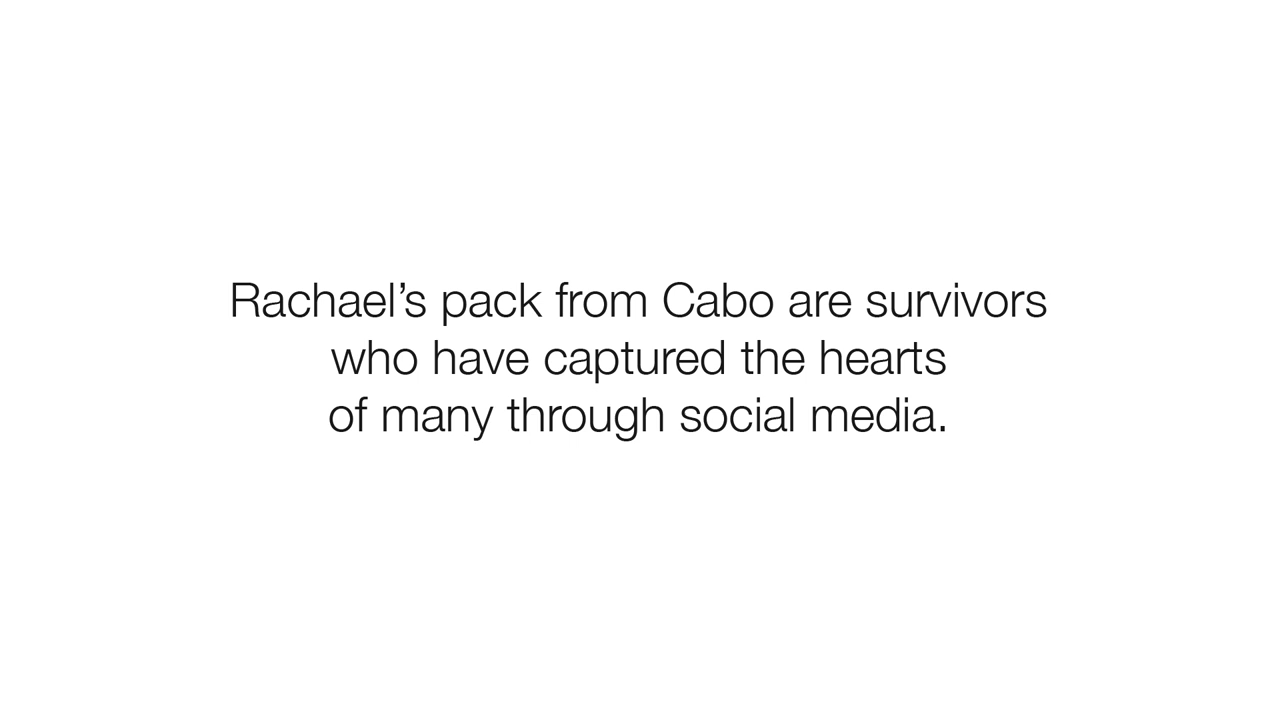 Rachael’s pack from Cabo are survivors
who have captured the hearts
of many through social media.